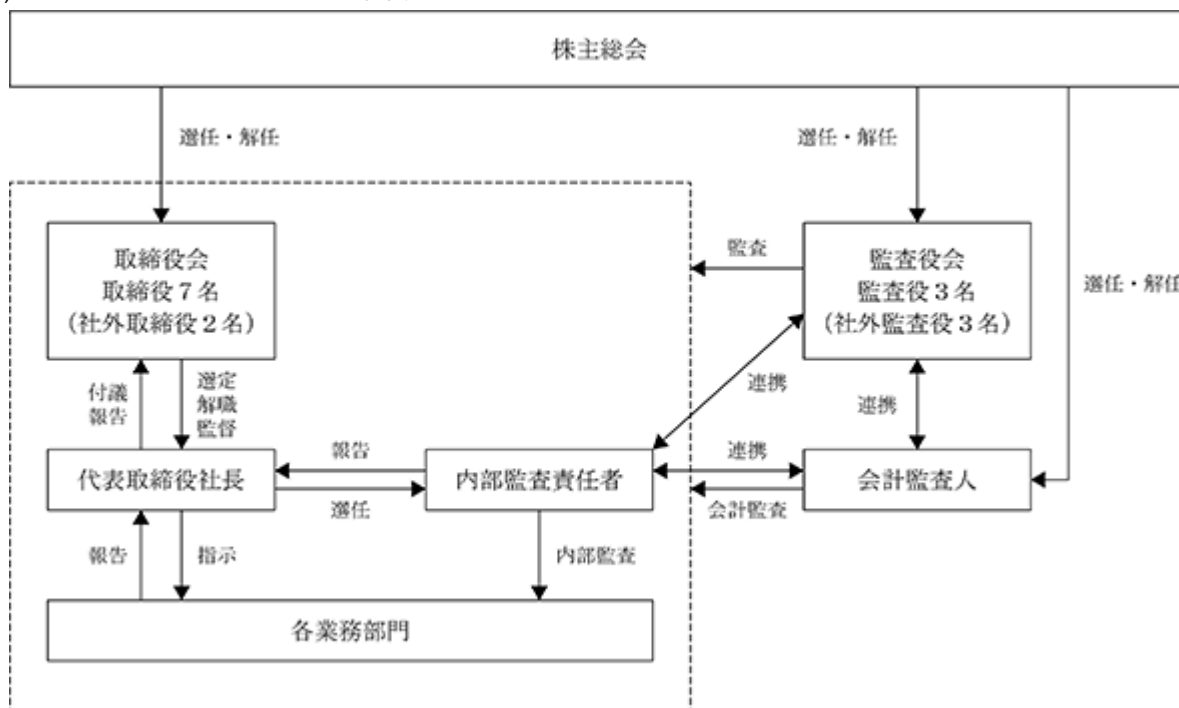 株主総会
選任・解任
選任・解任
選任・解任
取締役会
取締役7名
(社外取締役2名)
監査
監査役会
監査役3名
(社外監査役3名)
付議
報告
選定
解職
監督
連携
連携
代表取締役社長
報告
選任
内部監査責任者
連携
会計監査
会計監査人
報告
指示
内部監査
各業務部門